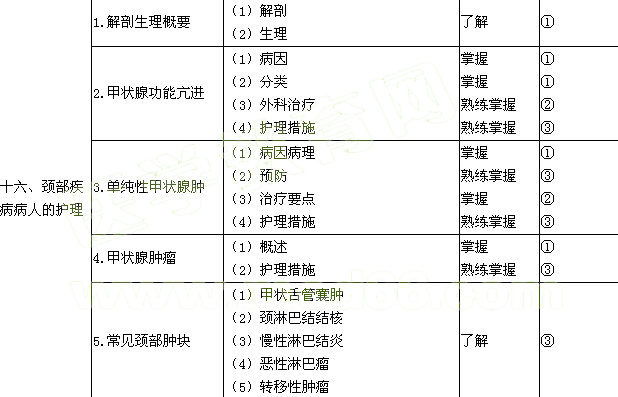 十六、颈部疾
病病人的护理
1.解剖生理概要
（1）解剖
（2）生理
了解
①
2.甲状腺功能亢进
（1）病因
掌握
①
（2）分类
掌握
①
（3）外科治疗
熟练掌握
②
（4）护理措施
熟练掌握
③
3.单纯性甲状腺肿
（1）病因病理
掌握
①
（2）预防
熟练掌握
③
（3）治疗要点
掌握
②
（4）护理措施
熟练掌握
③
4.甲状腺肿瘤
（1）概述
掌握
①
（2）护理措施
熟练掌握
③
5.常见颈部肿块
（1）甲状舌管囊肿
（2）颈淋巴结结核
（3）慢性淋巴结炎
（4）恶性淋巴瘤
（5）转移性肿瘤
了解
③